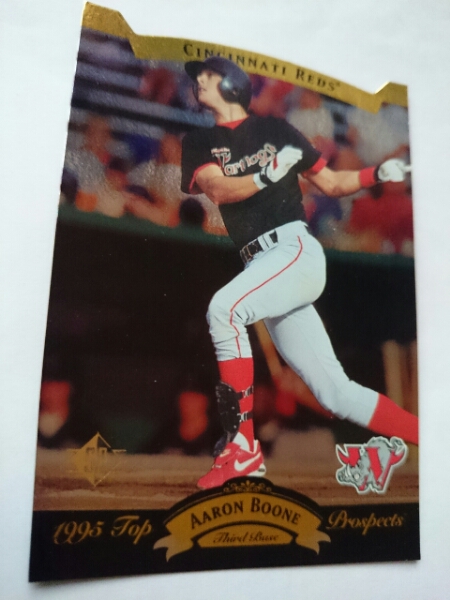 CINCINNATI REDS
AARON BOONE
1995 Top Prospects
Third Base
W